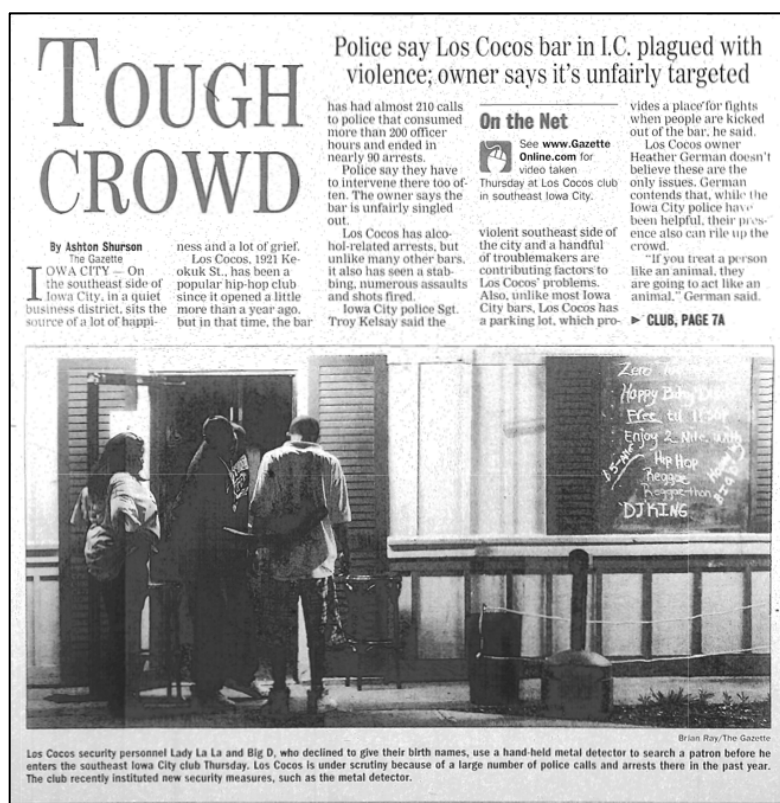 TOUGH
CROWD
Police say Los Cocos bar in I.C. plagued with
violence; owner says it's unfairly targeted
By Ashton Shurson
The Gazette
IOWA CITY — On
the southeast side of
Iowa City, in a quiet
business district, sits the
source of a lot of happi-
ness and a lot of grief.
Los Cocos, 1921 Ke-
okuk St., has been a
popular hip-hop club
since it opened a little
more than a year ago,
but in that time, the bar
has had almost 210 calls
to police that consumed
more than 200 officer
hours and ended in
nearly 90 arrests.
Police say they have
to intervene there too of-
ten. The owner says the
bar is unfairly singled
out.
Los Cocos has alco-
hol-related arrests, but
unlike many other bars,
it also has seen a stab-
bing, numerous assaults
and shots fired.
Iowa City police Sgt.
Troy Kelsay said the
On the Net
See www.Gazette
Online.com for
video taken
Thursday at Los Cocos club
in southeast Iowa City.
violent southeast side of
the city and a handful
of troublemakers are
contributing factors to
Los Cocos' problems.
Also, unlike most Iowa
City bars, Los Cocos has
a parking lot, which pro-
vides a place for fights
when people are kicked
out of the bar, he said.
Los Cocos owner
Heather German doesn't
believe these are the
only issues. German
contends that, while the
Iowa City police have
been helpful, their pres-
ence also can rile up the
crowd.
"If you treat a person
like an animal, they
are going to act like an
animal," German said.
► CLUB, PAGE 7A
Zero
Happy
Free til 11:30p
Enjoy 2 Nite with
Hip Hop
Reggae
Reggae-thon
DJ KING
Brian Ray/The Gazette
Los Cocos security personnel Lady La La and Big D, who declined to give their birth names, use a hand-held metal detector to search a patron before he
enters the southeast Iowa City club Thursday. Los Cocos is under scrutiny because of a large number of police calls and arrests there in the past year.
The club recently instituted new security measures, such as the metal detector.